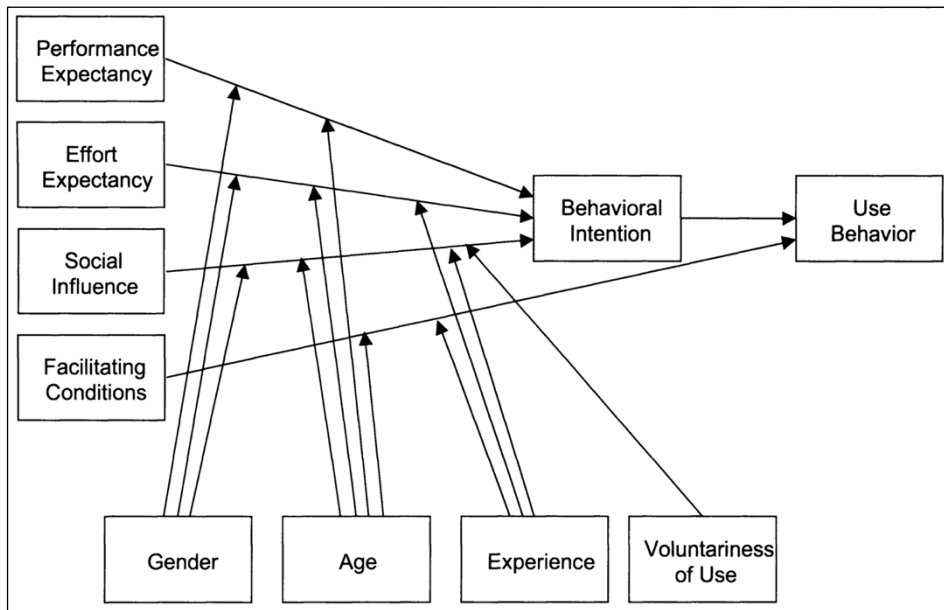 Performance
Expectancy
Effort
Expectancy
Social
Influence
Facilitating
Conditions
Behavioral
Intention
Use
Behavior
Gender
Age
Experience
Voluntariness
of Use